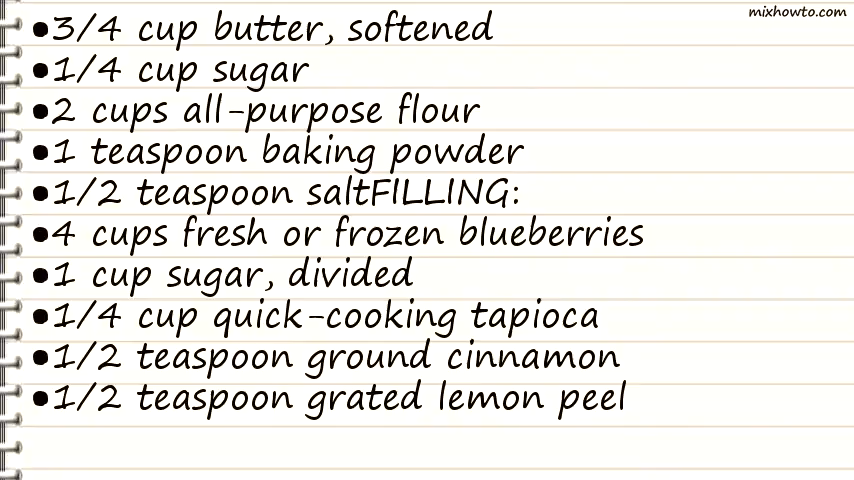 mixhowto.com
•3/4 cup butter, softened
•1/4 cup sugar
•2 cups all-purpose flour
•1 teaspoon baking powder
•1/2 teaspoon saltFILLING:
•4 cups fresh or frozen blueberries
•1 cup sugar, divided
•1/4 cup quick-cooking tapioca
•1/2 teaspoon ground cinnamon
•1/2 teaspoon grated lemon peel